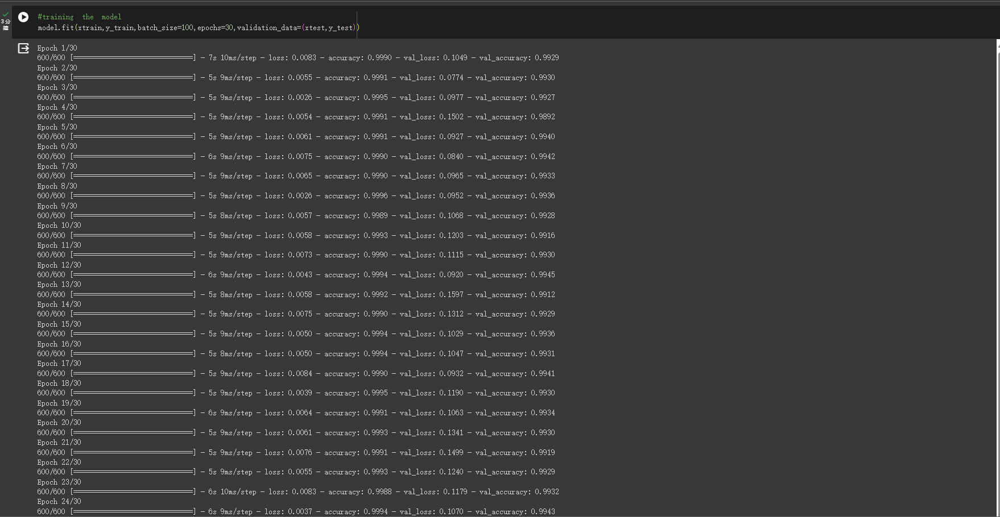 #training  the  model
3分
鐘
model.fit(xtrain,y_train,batch_size=100,epochs=30,validation_data=(xtest,y_test))
Epoch 1/30
600/600 [==============================] - 7s 10ms/step - loss: 0.0083 - accuracy: 0.9990 - val_loss: 0.1049 - val_accuracy: 0.9929
Epoch 2/30
600/600 [==============================] - 5s 9ms/step - loss: 0.0055 - accuracy: 0.9991 - val_loss: 0.0774 - val_accuracy: 0.9930
Epoch 3/30
600/600 [==============================] - 5s 9ms/step - loss: 0.0026 - accuracy: 0.9995 - val_loss: 0.0977 - val_accuracy: 0.9927
Epoch 4/30
600/600 [==============================] - 5s 9ms/step - loss: 0.0054 - accuracy: 0.9991 - val_loss: 0.1502 - val_accuracy: 0.9892
Epoch 5/30
600/600 [==============================] - 5s 9ms/step - loss: 0.0061 - accuracy: 0.9991 - val_loss: 0.0927 - val_accuracy: 0.9940
Epoch 6/30
600/600 [==============================] - 6s 9ms/step - loss: 0.0075 - accuracy: 0.9990 - val_loss: 0.0840 - val_accuracy: 0.9942
Epoch 7/30
600/600 [==============================] - 5s 9ms/step - loss: 0.0065 - accuracy: 0.9990 - val_loss: 0.0965 - val_accuracy: 0.9933
Epoch 8/30
600/600 [==============================] - 5s 9ms/step - loss: 0.0026 - accuracy: 0.9996 - val_loss: 0.0952 - val_accuracy: 0.9936
Epoch 9/30
600/600 [==============================] - 5s 8ms/step - loss: 0.0057 - accuracy: 0.9989 - val_loss: 0.1068 - val_accuracy: 0.9928
Epoch 10/30
600/600 [==============================] - 5s 9ms/step - loss: 0.0058 - accuracy: 0.9993 - val_loss: 0.1203 - val_accuracy: 0.9916
Epoch 11/30
600/600 [==============================] - 5s 9ms/step - loss: 0.0073 - accuracy: 0.9990 - val_loss: 0.1115 - val_accuracy: 0.9930
Epoch 12/30
600/600 [==============================] - 6s 9ms/step - loss: 0.0043 - accuracy: 0.9994 - val_loss: 0.0920 - val_accuracy: 0.9945
Epoch 13/30
600/600 [==============================] - 5s 8ms/step - loss: 0.0058 - accuracy: 0.9992 - val_loss: 0.1597 - val_accuracy: 0.9912
Epoch 14/30
600/600 [==============================] - 5s 9ms/step - loss: 0.0075 - accuracy: 0.9990 - val_loss: 0.1312 - val_accuracy: 0.9929
Epoch 15/30
600/600 [==============================] - 5s 9ms/step - loss: 0.0050 - accuracy: 0.9994 - val_loss: 0.1029 - val_accuracy: 0.9936
Epoch 16/30
600/600 [==============================] - 5s 8ms/step - loss: 0.0050 - accuracy: 0.9994 - val_loss: 0.1047 - val_accuracy: 0.9931
Epoch 17/30
600/600 [==============================] - 5s 9ms/step - loss: 0.0084 - accuracy: 0.9990 - val_loss: 0.0932 - val_accuracy: 0.9941
Epoch 18/30
600/600 [==============================] - 5s 9ms/step - loss: 0.0039 - accuracy: 0.9995 - val_loss: 0.1190 - val_accuracy: 0.9930
Epoch 19/30
600/600 [==============================] - 6s 9ms/step - loss: 0.0064 - accuracy: 0.9991 - val_loss: 0.1063 - val_accuracy: 0.9934
Epoch 20/30
600/600 [==============================] - 5s 9ms/step - loss: 0.0061 - accuracy: 0.9993 - val_loss: 0.1341 - val_accuracy: 0.9930
Epoch 21/30
600/600 [==============================] - 5s 9ms/step - loss: 0.0076 - accuracy: 0.9991 - val_loss: 0.1499 - val_accuracy: 0.9919
Epoch 22/30
600/600 [==============================] - 5s 9ms/step - loss: 0.0055 - accuracy: 0.9993 - val_loss: 0.1240 - val_accuracy: 0.9929
Epoch 23/30
600/600 [==============================] - 6s 10ms/step - loss: 0.0083 - accuracy: 0.9988 - val_loss: 0.1179 - val_accuracy: 0.9932
Epoch 24/30
600/600 [==============================] - 6s 9ms/step - loss: 0.0037 - accuracy: 0.9994 - val_loss: 0.1070 - val_accuracy: 0.9943